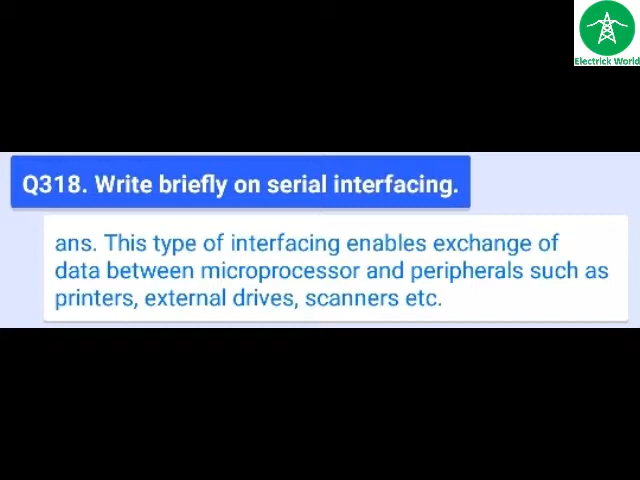 Electrick World
Q318. Write briefly on serial interfacing.
ans. This type of interfacing enables exchange of
data between microprocessor and peripherals such as
printers, external drives, scanners etc.